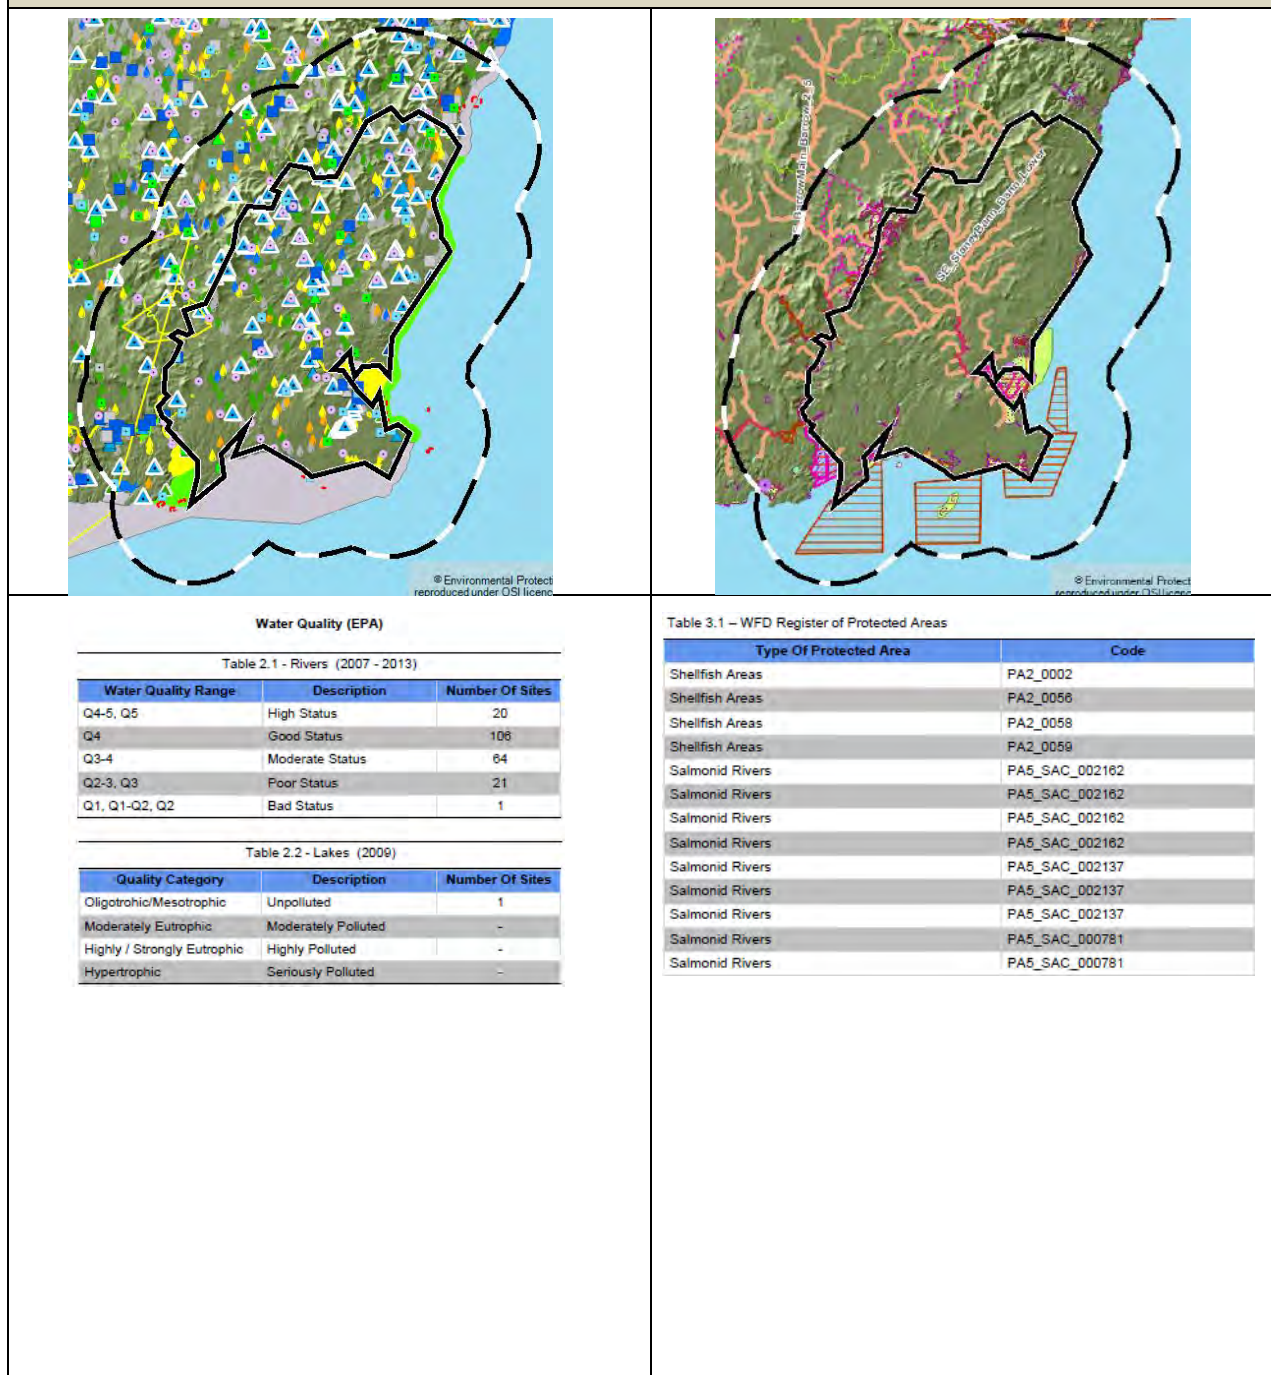 © Environmental Protect
reproduced under OSI licenc
SE_BarrowMain_Barrow_2_5
SE_StoneyBann_Bann_Lower
© Environmental Protect
reproduced under OSI licenc
Water Quality (EPA)
Table 2.1 - Rivers (2007 - 2013)
Water Quality Range Description Number Of Sites
Q4-5, Q5 High Status 20
Q4 Good Status 106
Q3-4 Moderate Status 64
Q2-3, Q3 Poor Status 21
Q1, Q1-Q2, Q2 Bad Status 1
Table 2.2 - Lakes (2009)
Quality Category Description Number Of Sites
Oligotrohic/Mesotrophic Unpolluted 1
Moderately Eutrophic Moderately Polluted -
Highly / Strongly Eutrophic Highly Polluted -
Hypertrophic Seriously Polluted -
Table 3.1 – WFD Register of Protected Areas
Type Of Protected Area Code
Shellfish Areas PA2_0002
Shellfish Areas PA2_0056
Shellfish Areas PA2_0058
Shellfish Areas PA2_0059
Salmonid Rivers PA5_SAC_002162
Salmonid Rivers PA5_SAC_002162
Salmonid Rivers PA5_SAC_002162
Salmonid Rivers PA5_SAC_002162
Salmonid Rivers PA5_SAC_002137
Salmonid Rivers PA5_SAC_002137
Salmonid Rivers PA5_SAC_002137
Salmonid Rivers PA5_SAC_000781
Salmonid Rivers PA5_SAC_000781